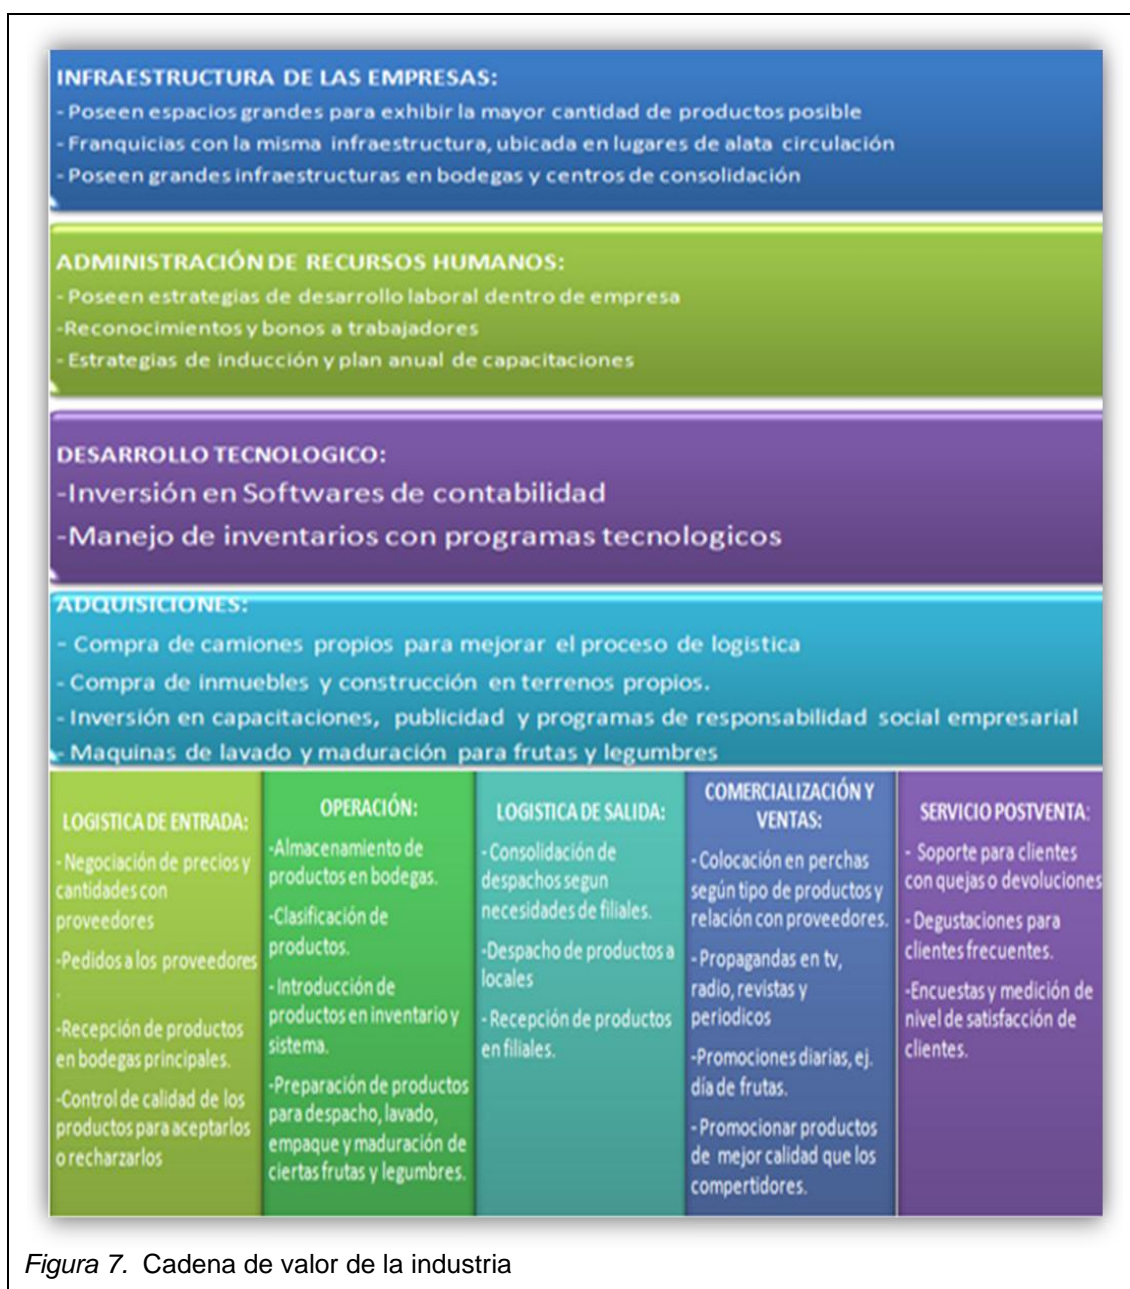 INFRAESTRUCTURA DE LAS EMPRESAS:
- Poseen espacios grandes para exhibir la mayor cantidad de productos posible
- Franquicias con la misma infraestructura, ubicada en lugares de alata circulación
- Poseen grandes infraestructuras en bodegas y centros de consolidación
ADMINISTRACIÓN DE RECURSOS HUMANOS:
- Poseen estrategias de desarrollo laboral dentro de empresa
-Reconocimientos y bonos a trabajadores
- Estrategias de inducción y plan anual de capacitaciones
DESARROLLO TECNOLOGICO:
-Inversión en Softwares de contabilidad
-Manejo de inventarios con programas tecnologicos
ADQUISICIONES:
- Compra de camiones propios para mejorar el proceso de logistica
- Compra de inmuebles y construcción en terrenos propios.
- Inversión en capacitaciones, publicidad y programas de responsabilidad social empresarial
- Maquinas de lavado y maduración para frutas y legumbres
LOGISTICA DE ENTRADA:
- Negociación de precios y
cantidades con
proveedores
-Pedidos a los proveedores
.
-Recepción de productos
en bodegas principales.
-Control de calidad de los
productos para aceptarlos
o recharzarlos
OPERACIÓN:
-Almacenamiento de
productos en bodegas.
-Clasificación de
productos.
- Introducción de
productos en inventario y
sistema.
-Preparación de productos
para despacho, lavado,
empaque y maduración de
ciertas frutas y legumbres.
LOGISTICA DE SALIDA:
- Consolidación de
despachos segun
necesidades de filiales.
-Despacho de productos a
locales
- Recepción de productos
en filiales.
COMERCIALIZACIÓN Y
VENTAS:
- Colocación en perchas
según tipo de productos y
relación con proveedores.
- Propagandas en tv,
radio, revistas y
periodicos
-Promociones diarias, ej.
día de frutas.
- Promocionar productos
de mejor calidad que los
compertidores.
SERVICIO POSTVENTA:
- Soporte para clientes
con quejas o devoluciones
- Degustaciones para
clientes frecuentes.
-Encuestas y medición de
nivel de satisfacción de
clientes.
Figura 7. Cadena de valor de la industria